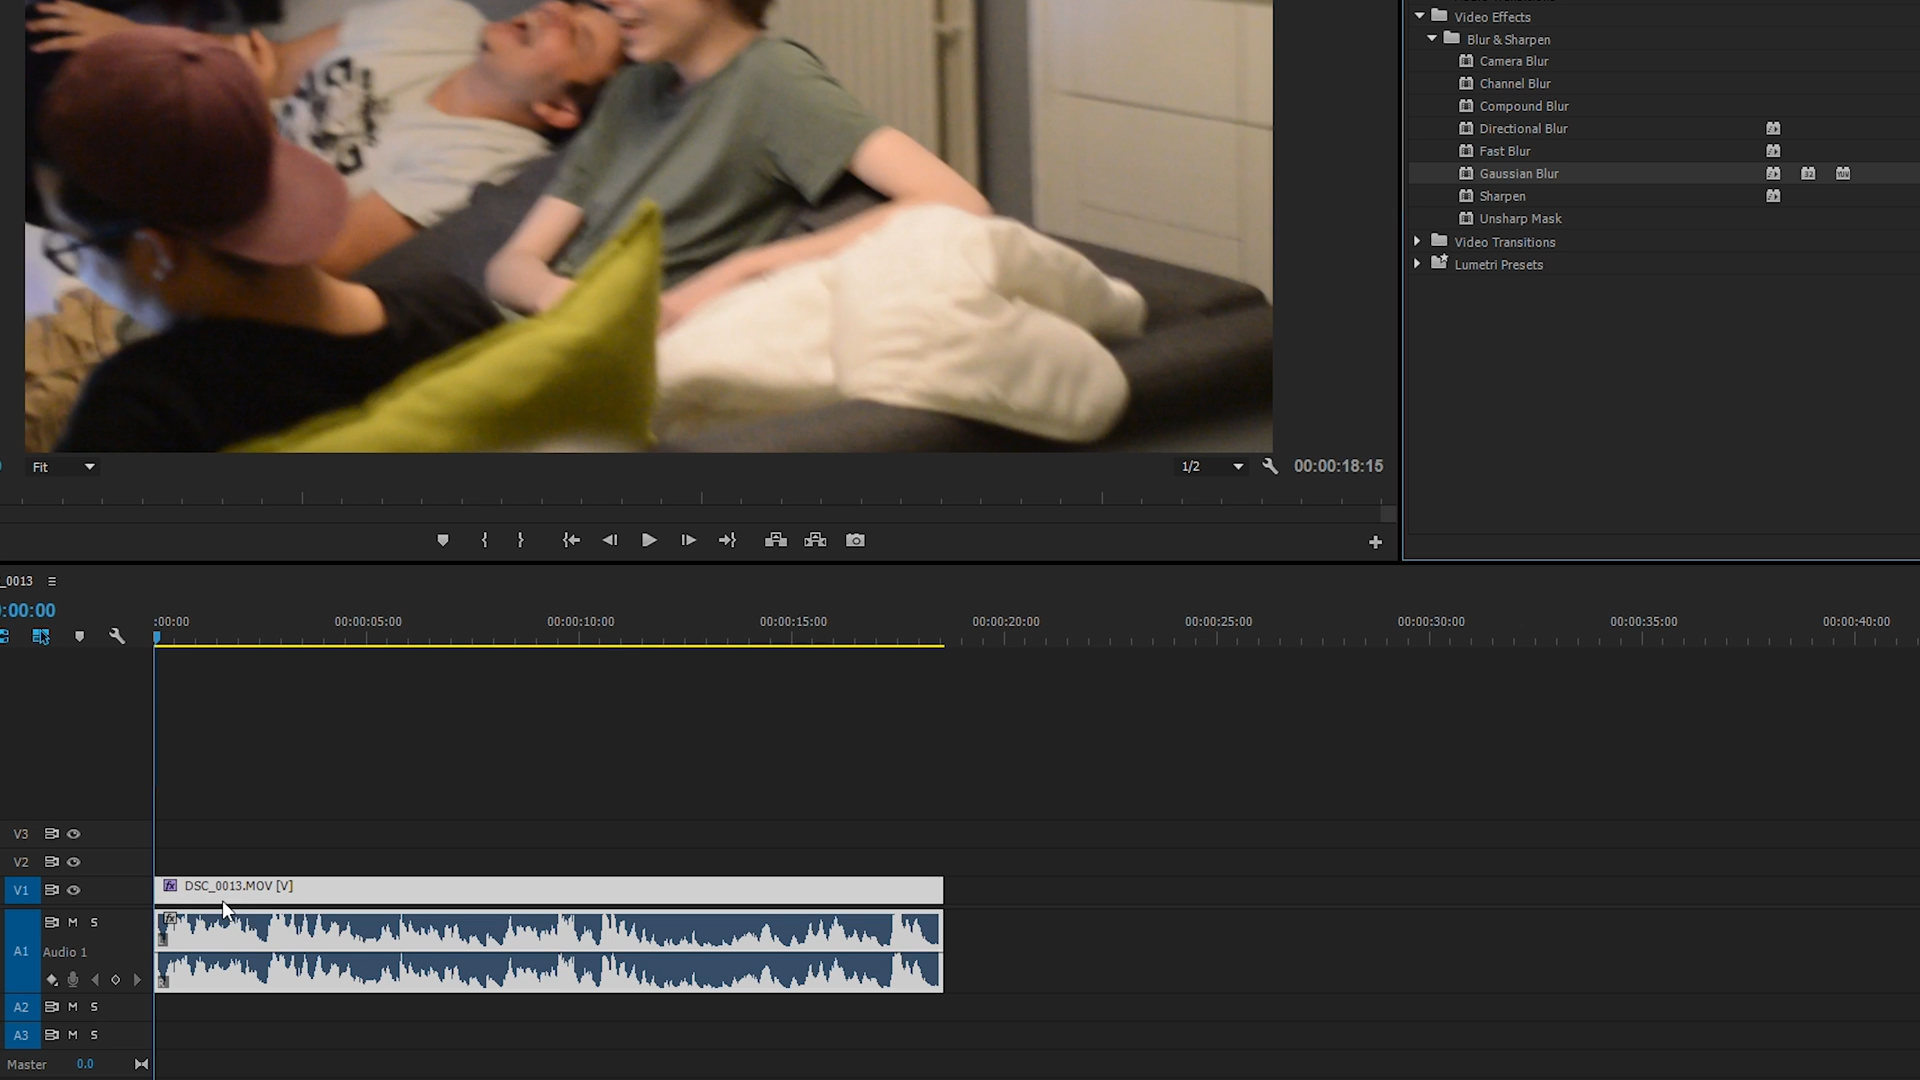 Video Effects
Blur & Sharpen
Camera Blur
Channel Blur
Compound Blur
Directional Blur
Fast Blur
Gaussian Blur
Sharpen
Unsharp Mask
Video Transitions
Lumetri Presets
Fit
1/2
00:00:18:15
_0013
:00:00
:00:00
00:00:05:00
00:00:10:00
00:00:15:00
00:00:20:00
00:00:25:00
00:00:30:00
00:00:35:00
00:00:40:00
V3
V2
V1
DSC_0013.MOV [V]
M S
A1
Audio 1
A2 M S
A3 M S
Master 0.0